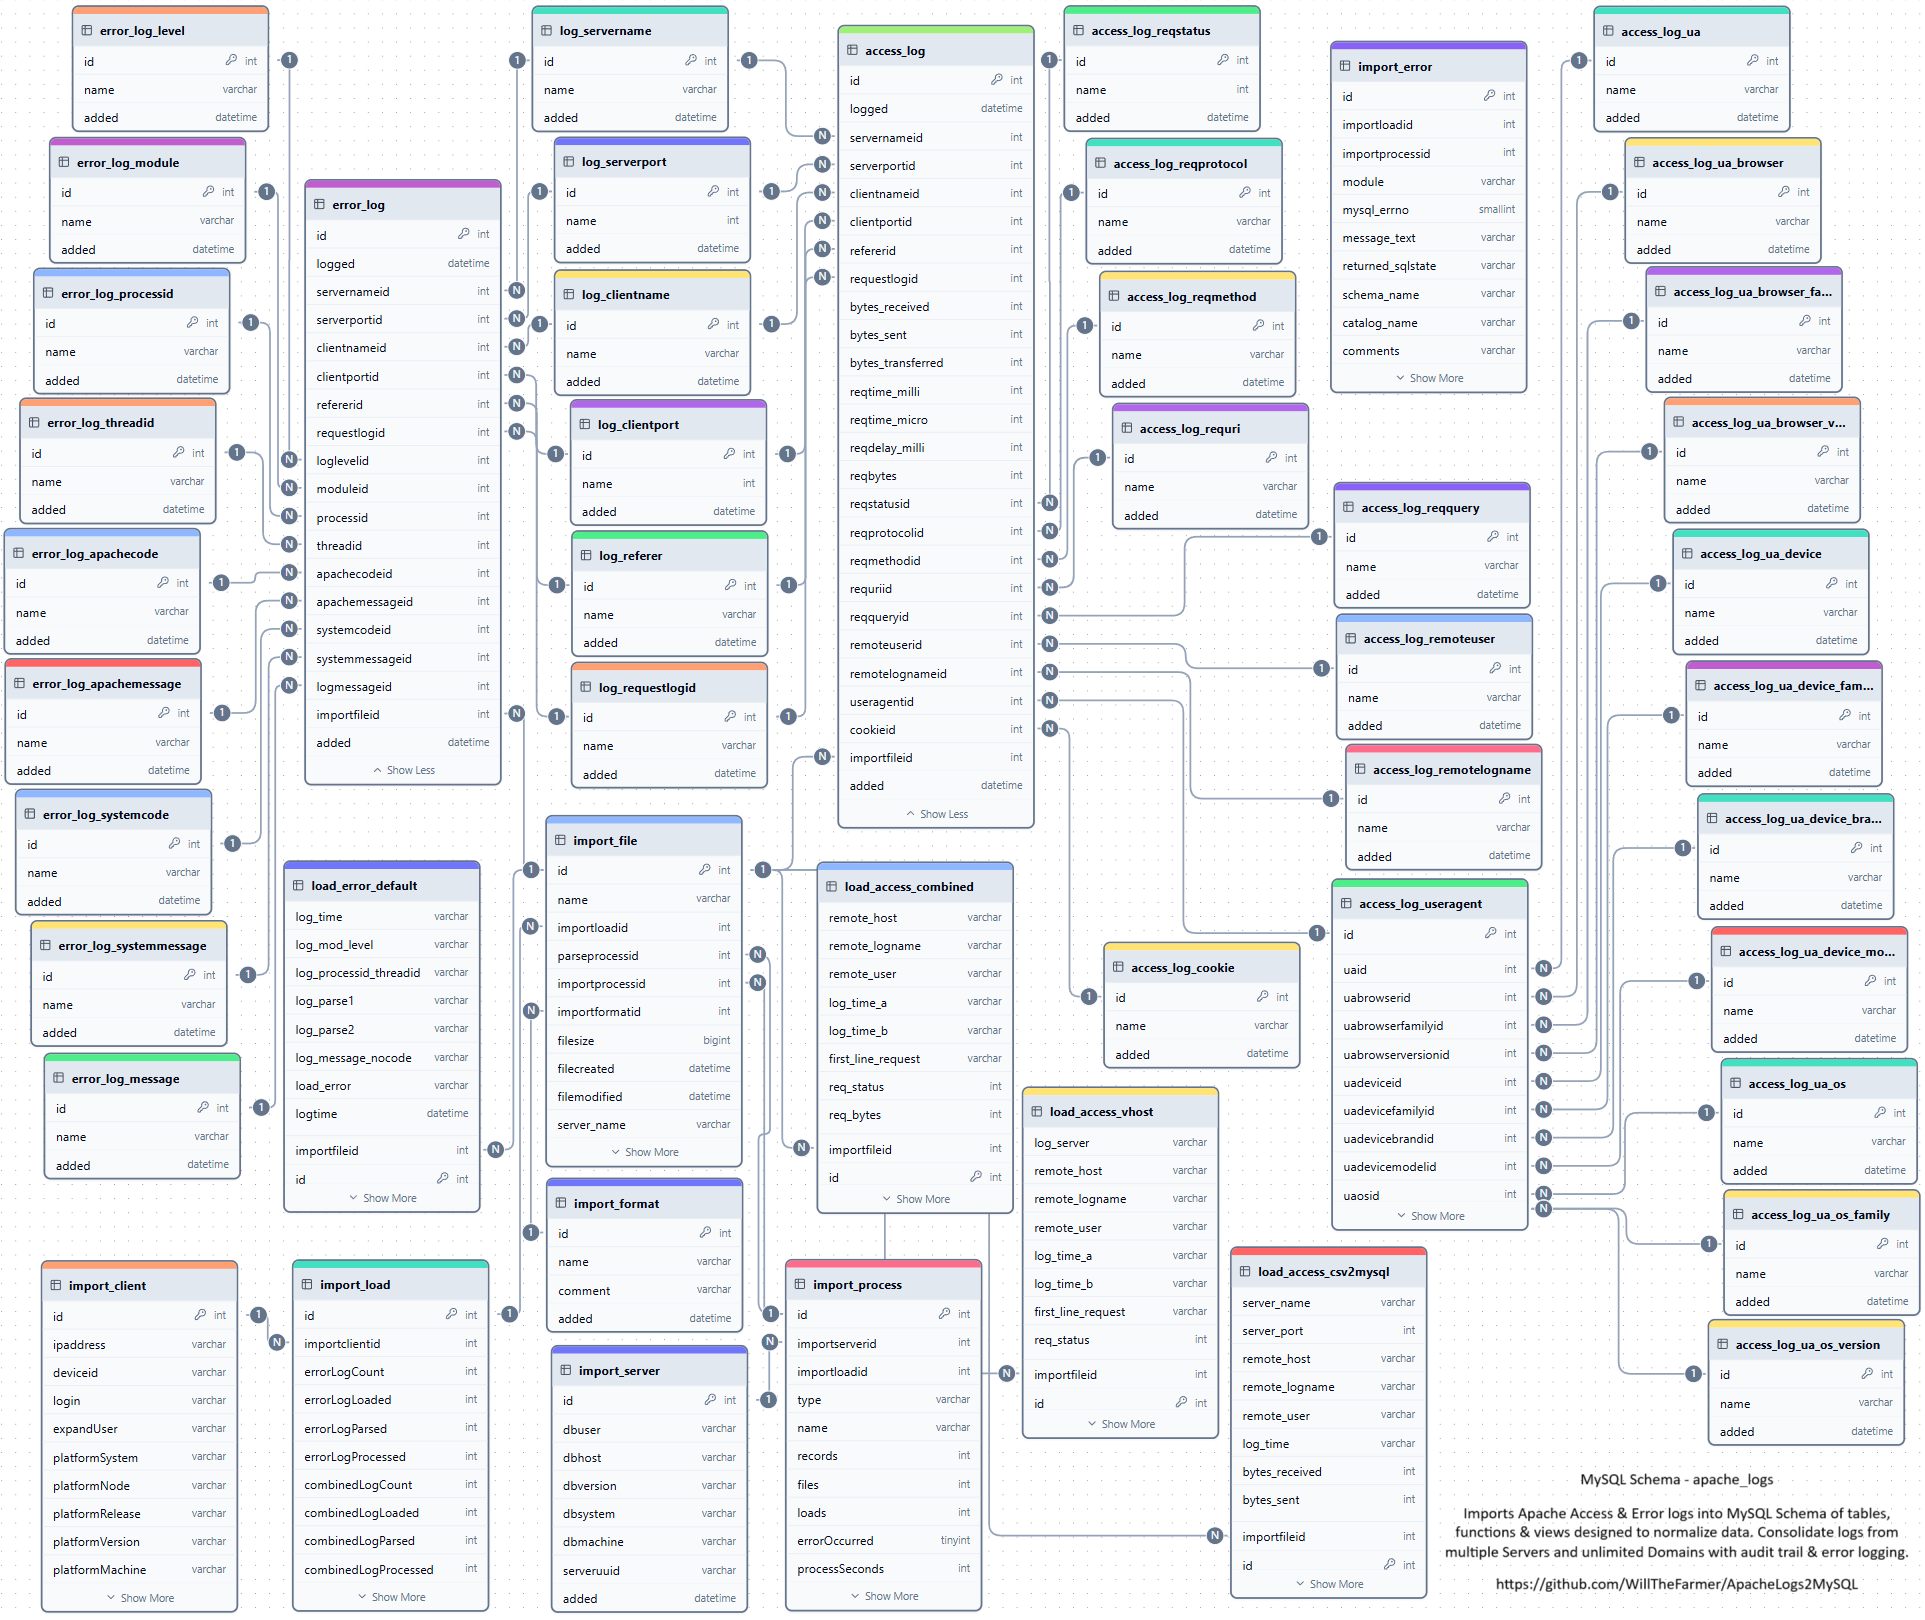 error_log_level
id int
name varchar
added datetime
error_log_module
id int
name varchar
added datetime
error_log_processid
id int
name varchar
added datetime
error_log_threadid
id int
name varchar
added datetime
error_log_apachecode
id int
name varchar
added datetime
error_log_apachemessage
id int
name varchar
added datetime
error_log_systemcode
id int
name varchar
added datetime
error_log_systemmessage
id int
name varchar
added datetime
error_log_message
id int
name varchar
added datetime
error_log
id int
logged datetime
servernameid int
serverportid int
clientnameid int
clientportid int
refererid int
requestlogid int
loglevelid int
moduleid int
processid int
threadid int
apachecodeid int
apachemessageid int
systemcodeid int
systemmessageid int
logmessageid int
importfileid int
added datetime
Show Less
log_servername
id int
name varchar
added datetime
log_serverport
id int
name int
added datetime
log_clientname
id int
name varchar
added datetime
log_clientport
id int
name int
added datetime
log_referer
id int
name varchar
added datetime
log_requestlogid
id int
name varchar
added datetime
access_log
id int
logged datetime
servernameid int
serverportid int
clientnameid int
clientportid int
refererid int
requestlogid int
bytes_received int
bytes_sent int
bytes_transferred int
reqtime_milli int
reqtime_micro int
reqdelay_milli int
reqbytes int
reqstatusid int
reqprotocolid int
reqmethodid int
requriid int
reqqueryid int
remoteuserid int
remotelognameid int
useragentid int
cookieid int
importfileid int
added datetime
Show Less
access_log_reqstatus
id int
name int
added datetime
access_log_reqprotocol
id int
name varchar
added datetime
access_log_reqmethod
id int
name varchar
added datetime
access_log_requri
id int
name varchar
added datetime
import_error
id int
importloadid int
importprocessid int
module varchar
mysql_errno smallint
message_text varchar
returned_sqlstate varchar
schema_name varchar
catalog_name varchar
comments varchar
Show More
access_log_reqquery
id int
name varchar
added datetime
access_log_remoteuser
id int
name varchar
added datetime
access_log_remotelogname
id int
name varchar
added datetime
access_log_useragent
id int
uaid int
uabrowserid int
uabrowserfamilyid int
uabrowserversionid int
uadeviceid int
uadevicefamilyid int
uadevicebrandid int
uadevicemodelid int
uaosid int
Show More
access_log_cookie
id int
name varchar
added datetime
access_log_ua
id int
name varchar
added datetime
access_log_ua_browser
id int
name varchar
added datetime
access_log_ua_browser_fa...
id int
name varchar
added datetime
access_log_ua_browser_v...
id int
name varchar
added datetime
access_log_ua_device
id int
name varchar
added datetime
access_log_ua_device_fam...
id int
name varchar
added datetime
access_log_ua_device_bra...
id int
name varchar
added datetime
access_log_ua_device_mo...
id int
name varchar
added datetime
access_log_ua_os
id int
name varchar
added datetime
access_log_ua_os_family
id int
name varchar
added datetime
access_log_ua_os_version
id int
name varchar
added datetime
load_error_default
log_time varchar
log_mod_level varchar
log_processid_threadid varchar
log_parse1 varchar
log_parse2 varchar
log_message_nocode varchar
load_error varchar
logtime datetime
importfileid int
id int
Show More
import_file
id int
name varchar
importloadid int
parseprocessid int
importprocessid int
importformatid int
filesize bigint
filecreated datetime
filemodified datetime
server_name varchar
Show More
load_access_combined
remote_host varchar
remote_logname varchar
remote_user varchar
log_time_a varchar
log_time_b varchar
first_line_request varchar
req_status int
req_bytes int
importfileid int
id int
Show More
load_access_vhost
log_server varchar
remote_host varchar
remote_logname varchar
remote_user varchar
log_time_a varchar
log_time_b varchar
first_line_request varchar
req_status int
importfileid int
id int
Show More
load_access_csv2mysql
server_name varchar
server_port int
remote_host varchar
remote_logname varchar
remote_user varchar
log_time varchar
bytes_received int
bytes_sent int
importfileid int
id int
Show More
import_client
id int
ipaddress varchar
deviceid varchar
login varchar
expandUser varchar
platformSystem varchar
platformNode varchar
platformRelease varchar
platformVersion varchar
platformMachine varchar
Show More
import_load
id int
importclientid int
errorLogCount int
errorLogLoaded int
errorLogParsed int
errorLogProcessed int
combinedLogCount int
combinedLogLoaded int
combinedLogParsed int
combinedLogProcessed int
Show More
import_format
id int
name varchar
comment varchar
added datetime
import_server
id int
dbuser varchar
dbhost varchar
dbversion varchar
dbsystem varchar
dbmachine varchar
serveruuid varchar
added datetime
import_process
id int
importserverid int
importloadid int
type varchar
name varchar
records int
files int
loads int
errorOccurred tinyint
processSeconds int
Show More
MySQL Schema - apache_logs
Imports Apache Access & Error logs into MySQL Schema of tables,
functions & views designed to normalize data. Consolidate logs from
multiple Servers and unlimited Domains with audit trail & error logging.
https://github.com/WillTheFarmer/ApacheLogs2MySQL